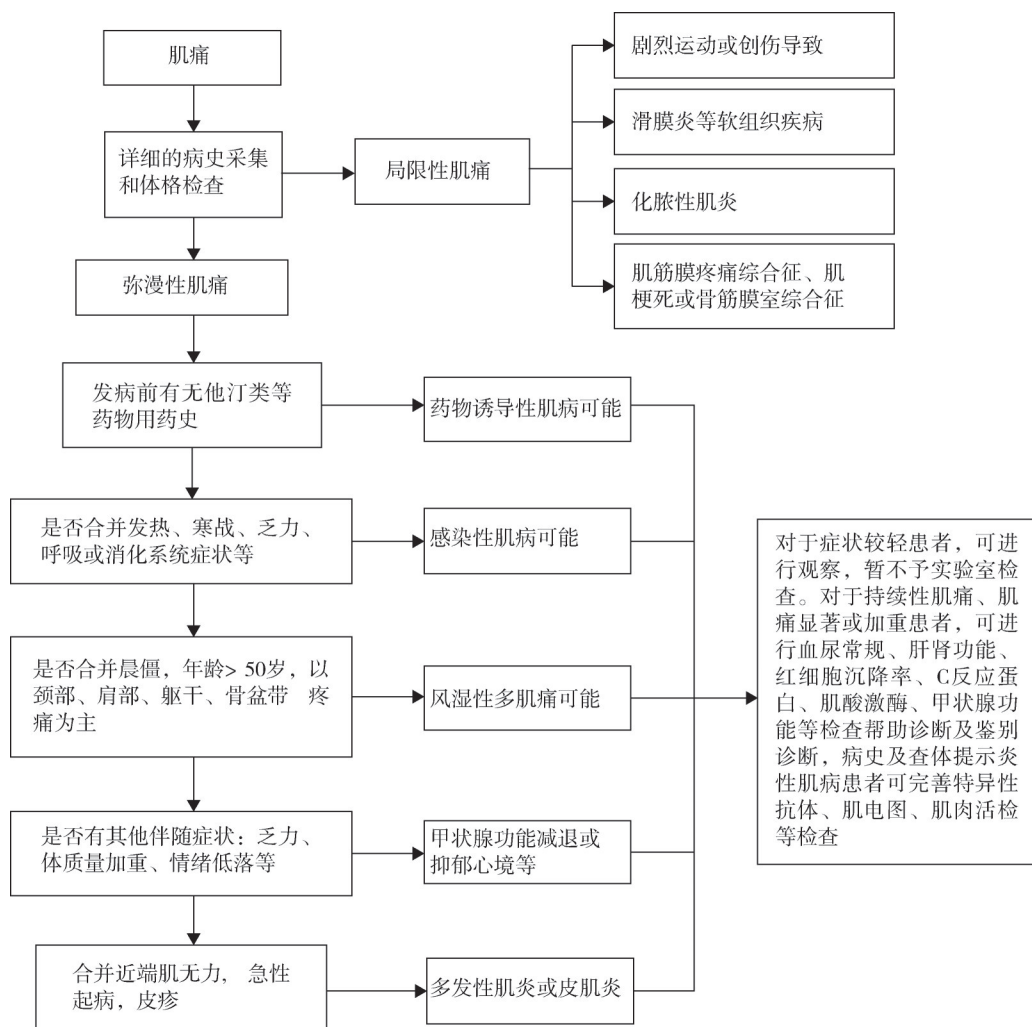 肌痛
详细的病史采集
和体格检查
局限性肌痛
剧烈运动或创伤导致
滑膜炎等软组织疾病
化脓性肌炎
肌筋膜疼痛综合征、肌
梗死或骨筋膜室综合征
弥漫性肌痛
发病前有无他汀类等
药物用药史
药物诱导性肌病可能
是否合并发热、寒战、乏力、
呼吸或消化系统症状等
感染性肌病可能
是否合并晨僵，年龄> 50岁，以
颈部、肩部、躯干、骨盆带 疼
痛为主
风湿性多肌痛可能
是否有其他伴随症状：乏力、
体质量加重、情绪低落等
甲状腺功能减退或
抑郁心境等
合并近端肌无力， 急性
起病，皮疹
多发性肌炎或皮肌炎
对于症状较轻患者，可进
行观察，暂不予实验室检
查。对于持续性肌痛、肌
痛显著或加重患者，可进
行血尿常规、肝肾功能、
红细胞沉降率、C反应蛋
白、肌酸激酶、甲状腺功
能等检查帮助诊断及鉴别
诊断，病史及查体提示炎
性肌病患者可完善特异性
抗体、肌电图、肌肉活检
等检查